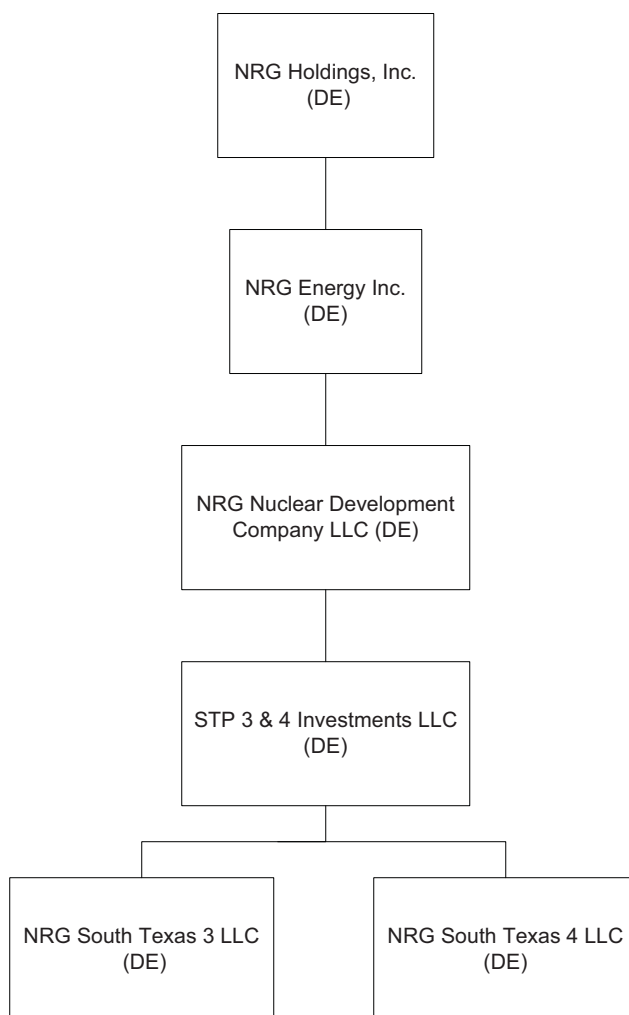 NRG Holdings, Inc.
(DE)
NRG Energy Inc.
(DE)
NRG Nuclear Development
Company LLC (DE)
STP 3 & 4 Investments LLC
(DE)
NRG South Texas 3 LLC
(DE)
NRG South Texas 4 LLC
(DE)